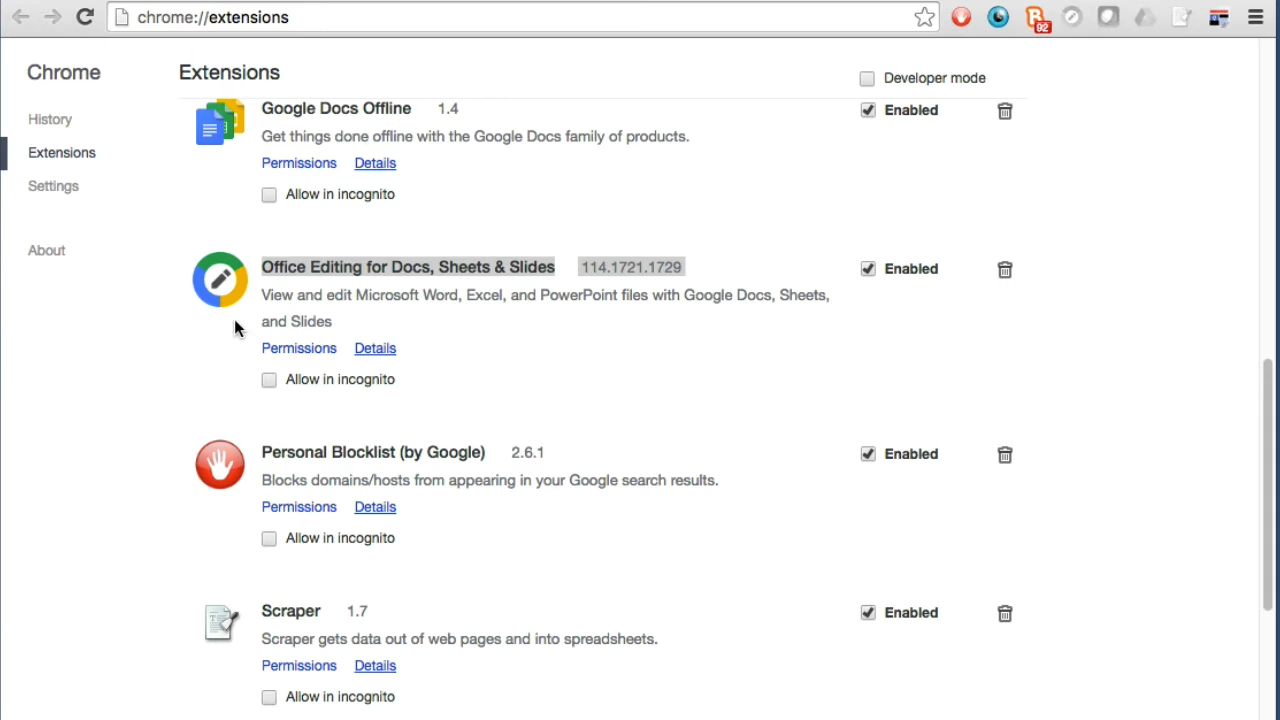 chrome://extensions
92
Chrome
Extensions
Developer mode
History
Extensions
Settings
About
Google Docs Offline 1.4
Enabled
Get things done offline with the Google Docs family of products.
Permissions Details
Allow in incognito
Office Editing for Docs, Sheets & Slides 114.1721.1729
Enabled
View and edit Microsoft Word, Excel, and PowerPoint files with Google Docs, Sheets,
and Slides
Permissions Details
Allow in incognito
Personal Blocklist (by Google) 2.6.1
Enabled
Blocks domains/hosts from appearing in your Google search results.
Permissions Details
Allow in incognito
Scraper 1.7
Enabled
Scraper gets data out of web pages and into spreadsheets.
Permissions Details
Allow in incognito